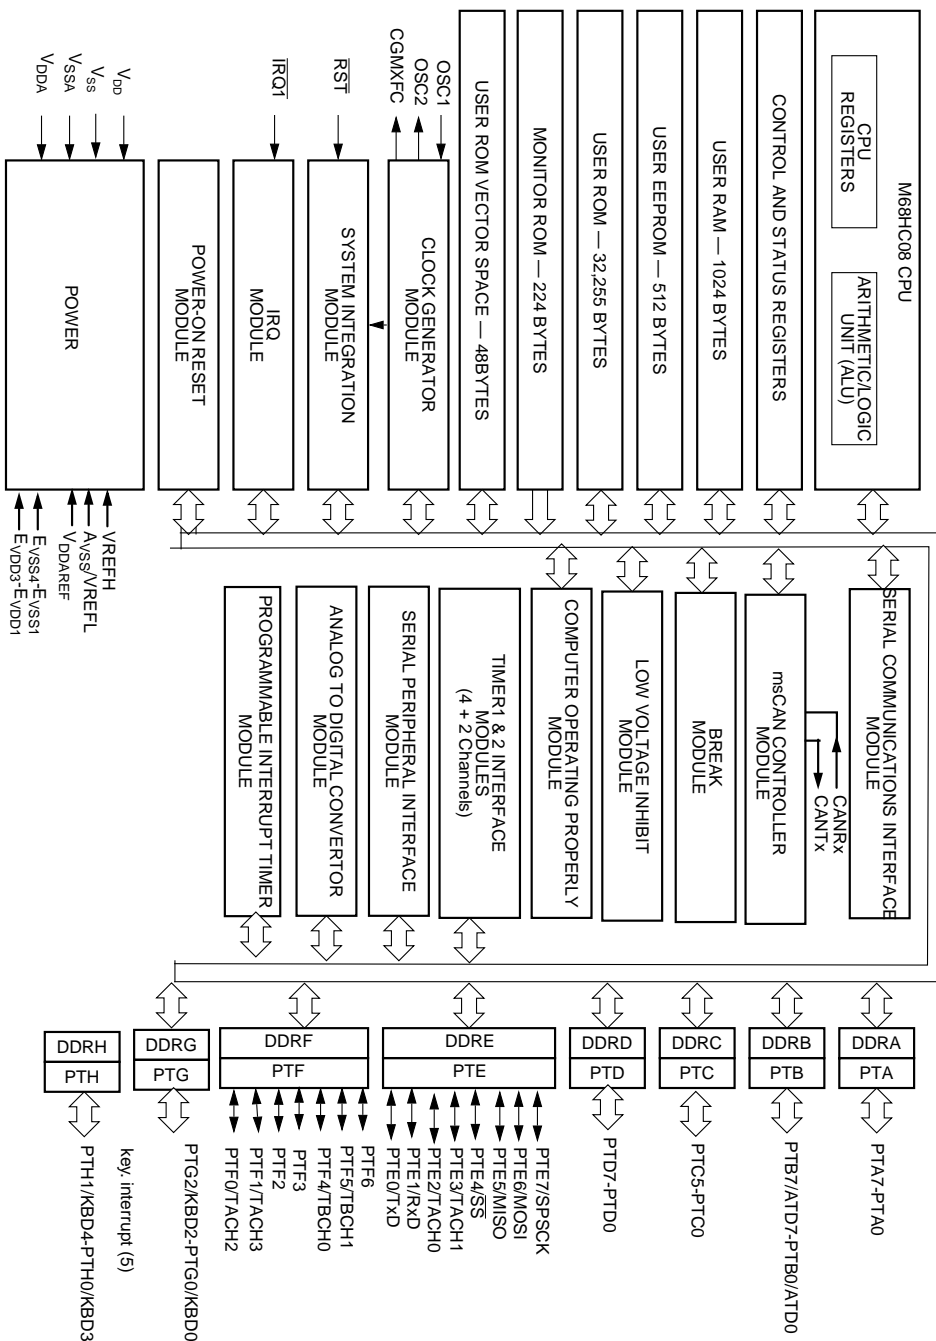 M68HC08 CPU
CPU
REGISTERS
ARITHMETIC/LOGIC
UNIT (ALU)
CONTROL AND STATUS REGISTERS
USER RAM — 1024 BYTES
USER EEPROM — 512 BYTES
USER ROM — 32,255 BYTES
MONITOR ROM — 224 BYTES
USER ROM VECTOR SPACE — 48BYTES
OSC1
OSC2
CGMXFC
CLOCK GENERATOR
MODULE
RST
SYSTEM INTEGRATION
MODULE
IRQ1
IRQ
MODULE
POWER-ON RESET
MODULE
VDD
VSS
VSSA
VDDA
POWER
VREFH
AVSS/VREFL
VDDAREF
EVSS4-EVSS1
EVDD3-EVDD1
SERIAL COMMUNICATIONS INTERFACE
MODULE
CANRx
CANTx
msCAN CONTROLLER
MODULE
BREAK
MODULE
LOW VOLTAGE INHIBIT
MODULE
COMPUTER OPERATING PROPERLY
MODULE
TIMER1 & 2 INTERFACE
MODULES
(4 + 2 Channels)
SERIAL PERIPHERAL INTERFACE
MODULE
ANALOG TO DIGITAL CONVERTOR
MODULE
PROGRAMMABLE INTERRUPT TIMER
MODULE
DDRA
PTA
PTA7-PTA0
DDRB
PTB
PTB7/ATD7-PTB0/ATD0
DDRC
PTC
PTC5-PTC0
DDRD
PTD
PTD7-PTD0
DDRE
PTE
PTE7/SPSCK
PTE6/MOSI
PTE5/MISO
PTE4/SS
PTE3/TACH1
PTE2/TACH0
PTE1/RxD
PTE0/TxD
DDRF
PTF
PTF6
PTF5/TBCH1
PTF4/TBCH0
PTF3
PTF2
PTF1/TACH3
PTF0/TACH2
DDRG
PTG
PTG2/KBD2-PTG0/KBD0
key. interrupt (5)
DDRH
PTH
PTH1/KBD4-PTH0/KBD3